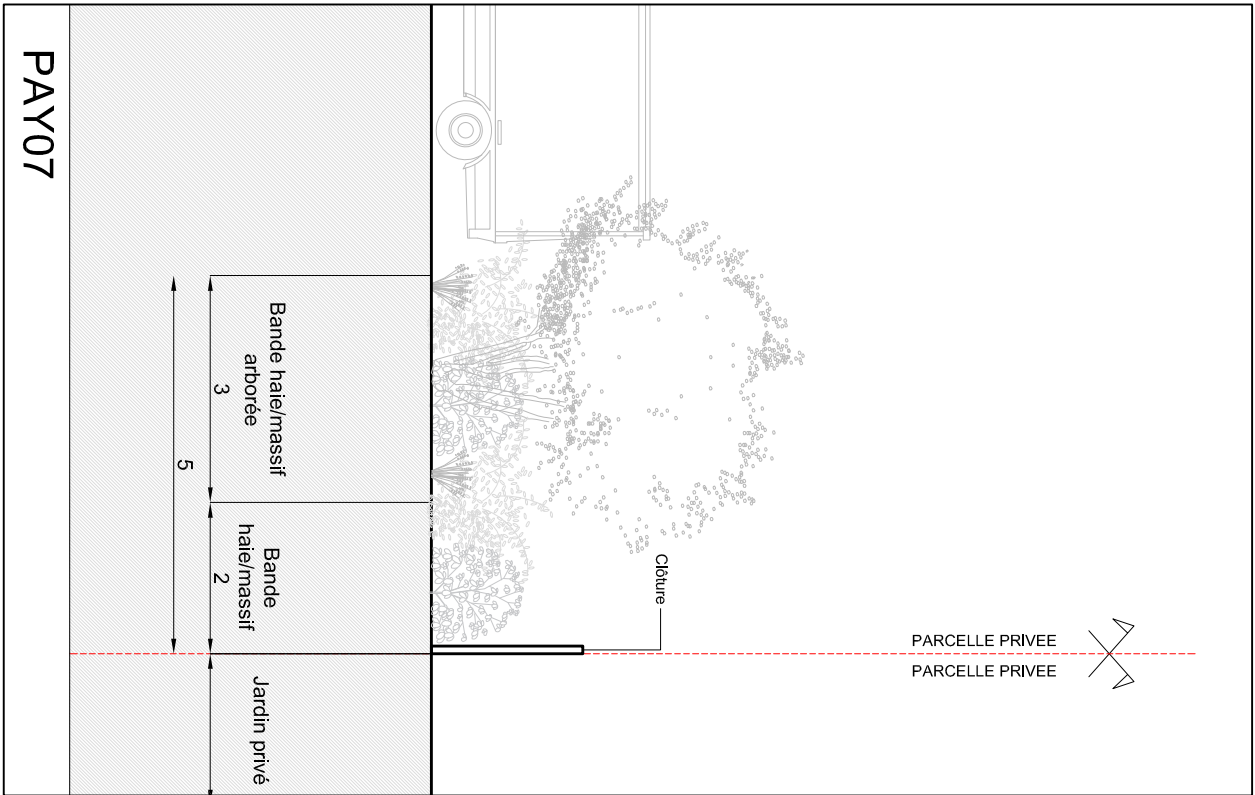 PARCELLE PRIVEE
PARCELLE PRIVEE
Clôture
Bande haie/massif
arborée
3
Bande
haie/massif
2
Jardin privé
5
PAY07